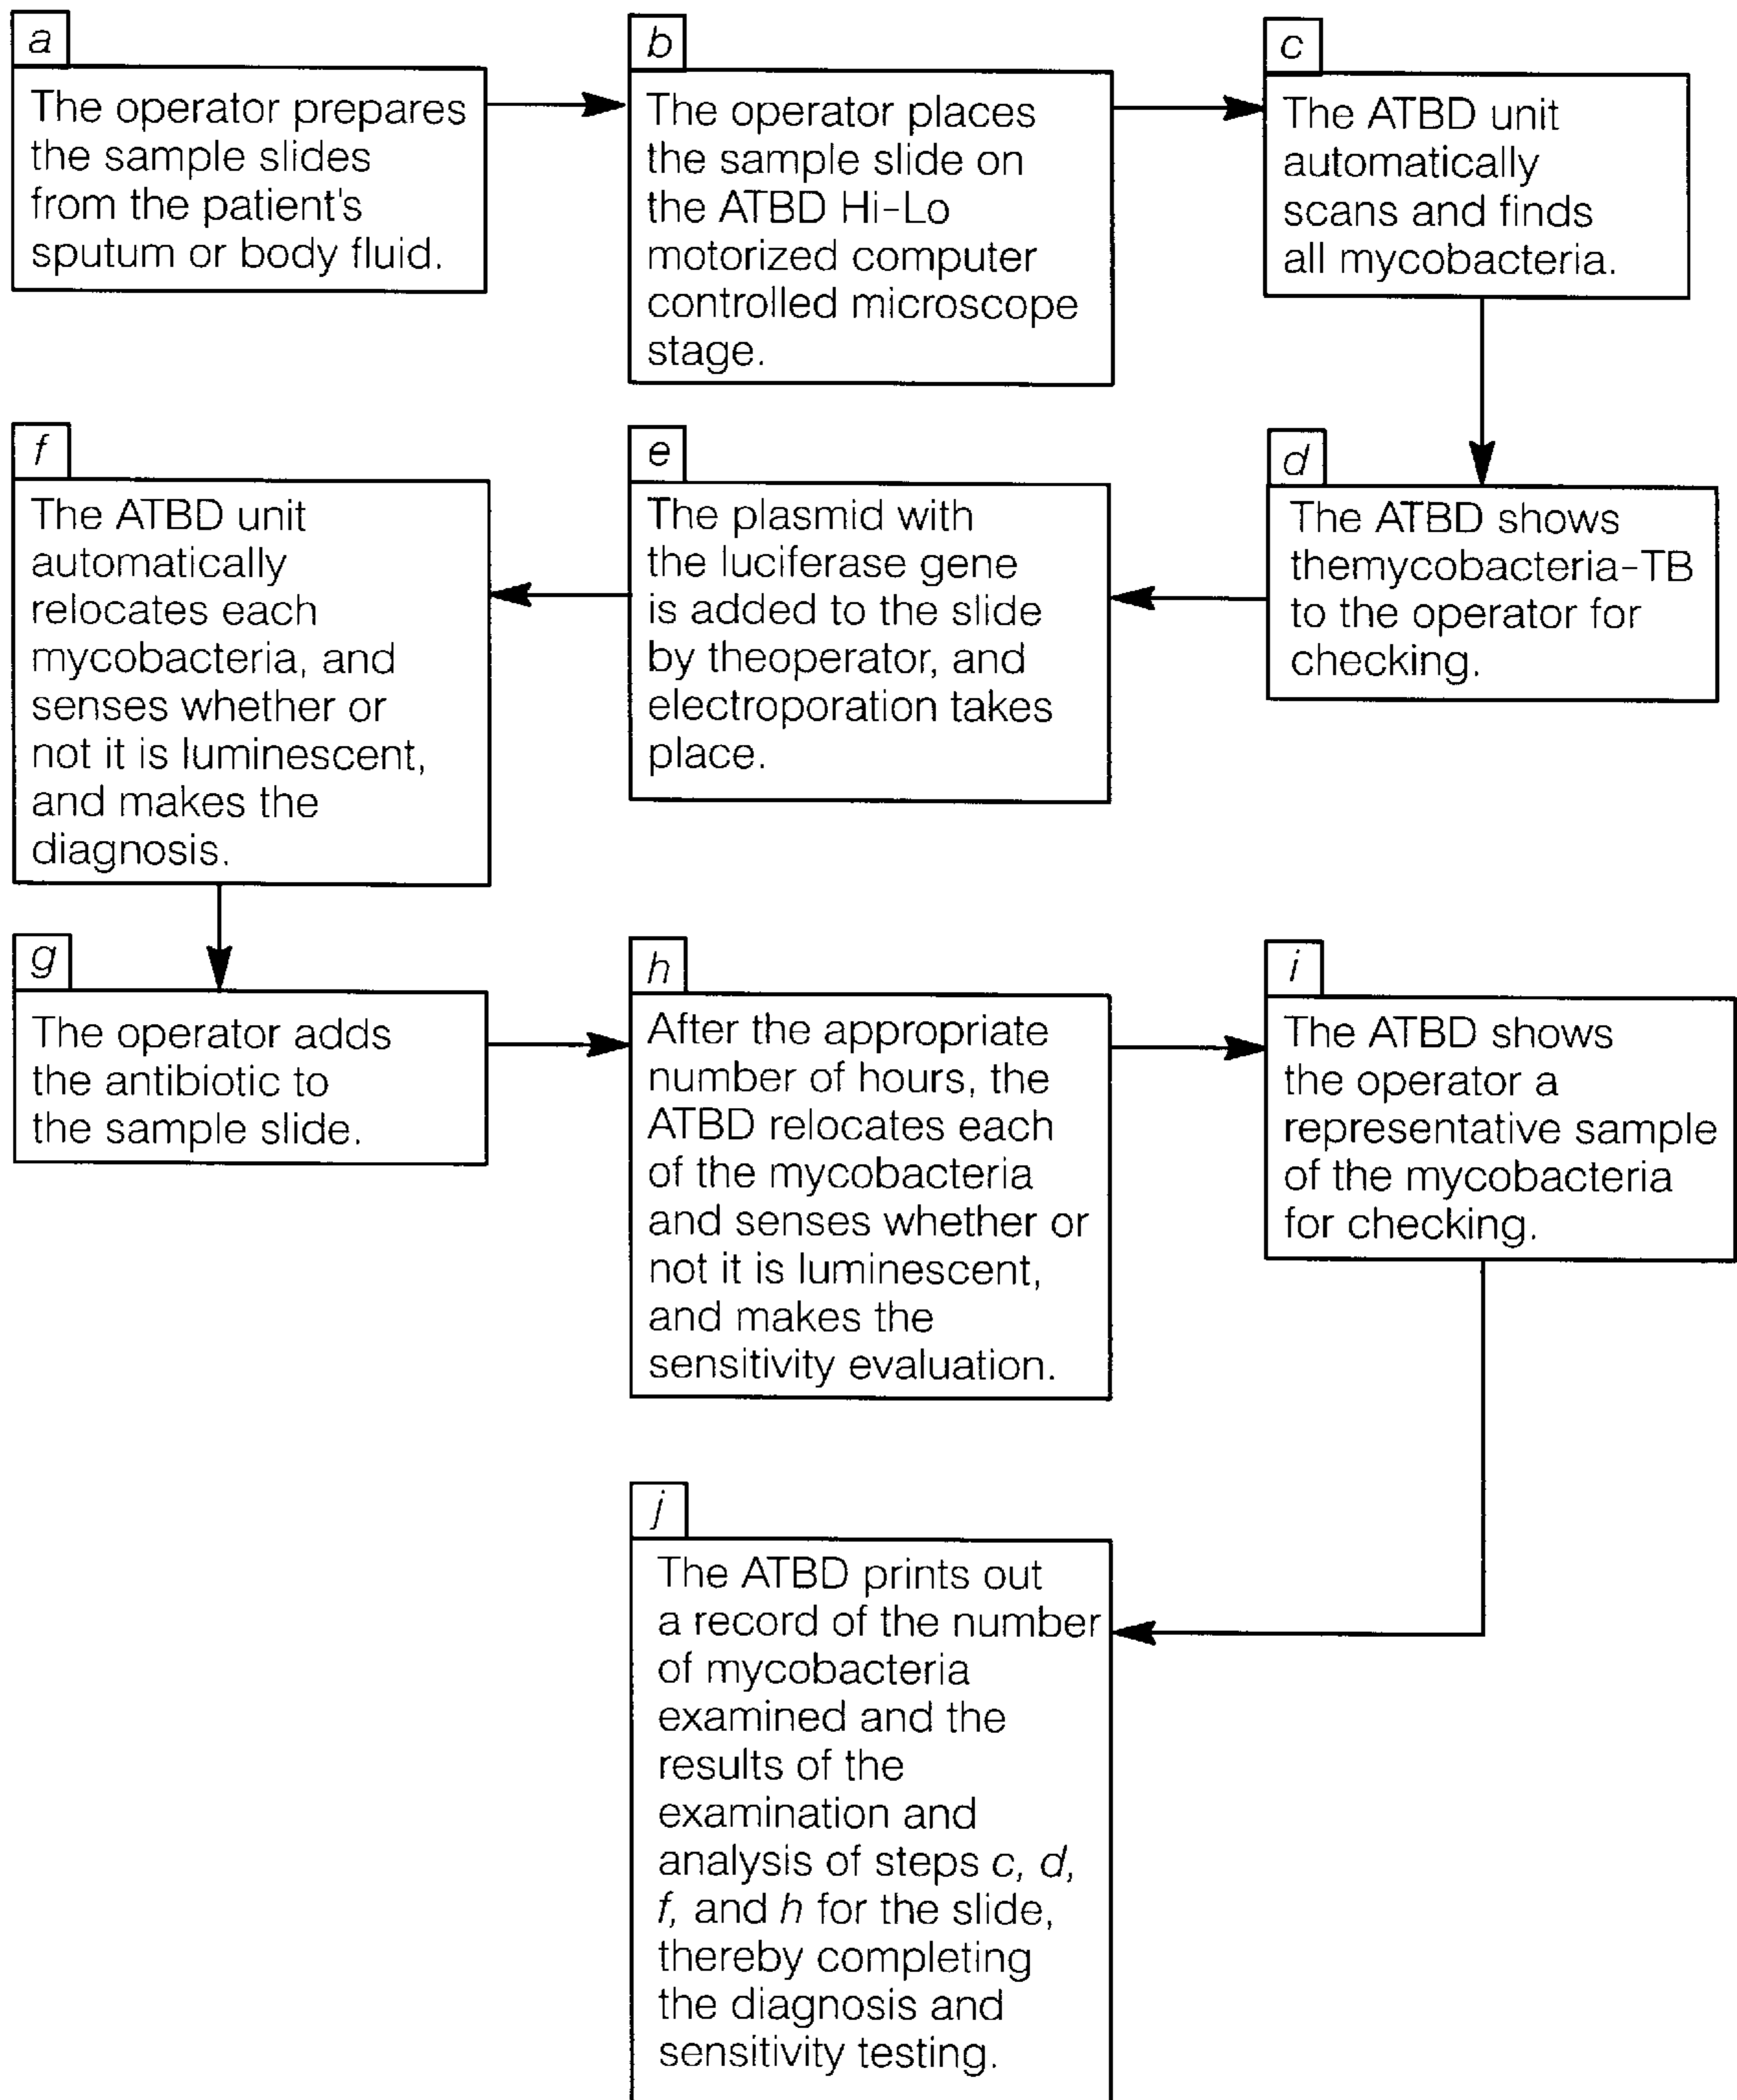 a
The operator prepares
the sample slides
from the patient's
sputum or body fluid.
b
The operator places
the sample slide on
the ATBD Hi-Lo
motorized computer
controlled microscope
stage.
c
The ATBD unit
automatically
scans and finds
all mycobacteria.
d
The ATBD shows
themycobacteria-TB
to the operator for
checking.
e
The plasmid with
the luciferase gene
is added to the slide
by theoperator, and
electroporation takes
place.
f
The ATBD unit
automatically
relocates each
mycobacteria, and
senses whether or
not it is luminescent,
and makes the
diagnosis.
g
The operator adds
the antibiotic to
the sample slide.
h
After the appropriate
number of hours, the
ATBD relocates each
of the mycobacteria
and senses whether or
not it is luminescent,
and makes the
sensitivity evaluation.
i
The ATBD shows
the operator a
representative sample
of the mycobacteria
for checking.
j
The ATBD prints out
a record of the number
of mycobacteria
examined and the
results of the
examination and
analysis of steps c, d,
f, and h for the slide,
thereby completing
the diagnosis and
sensitivity testing.